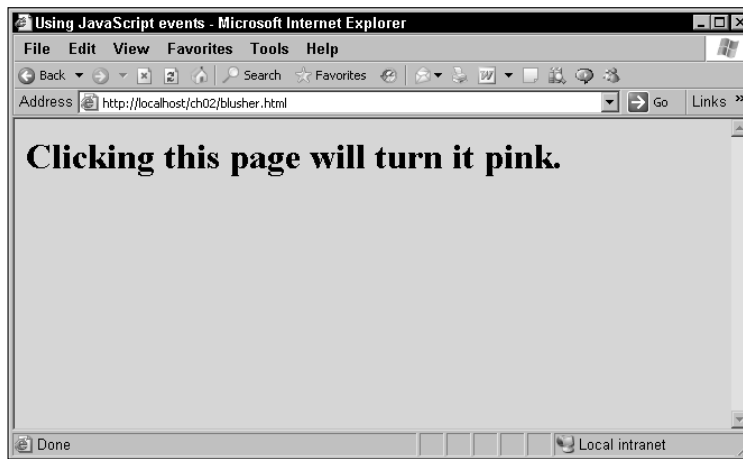 Using JavaScript events - Microsoft Internet Explorer
File Edit View Favorites Tools Help
Back Search Favorites
Address http://localhost/ch02/blusher.html Go Links »
Clicking this page will turn it pink.
Done Local intranet